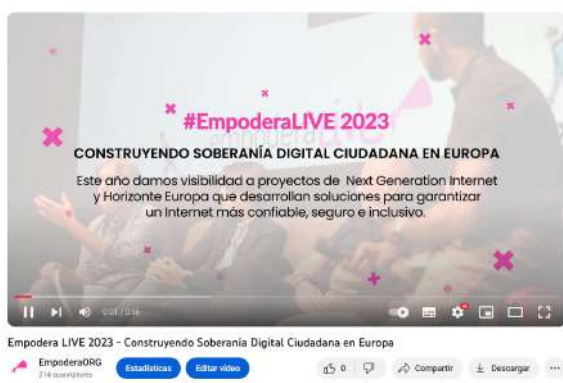 #EmpoderaLIVE 2023
CONSTRUYENDO SOBERANÍA DIGITAL CIUDADANA EN EUROPA
Este año damos visibilidad a proyectos de Next Generation Internet
y Horizonte Europa que desarrollan soluciones para garantizar
un Internet más confiable, seguro e inclusivo.
Empodera LIVE 2023 - Construyendo Soberanía Digital Ciudadana en Europa
EmpoderaORG
suscriptores
Estadísticas
Editar vídeo
0
Compartir
Descargar